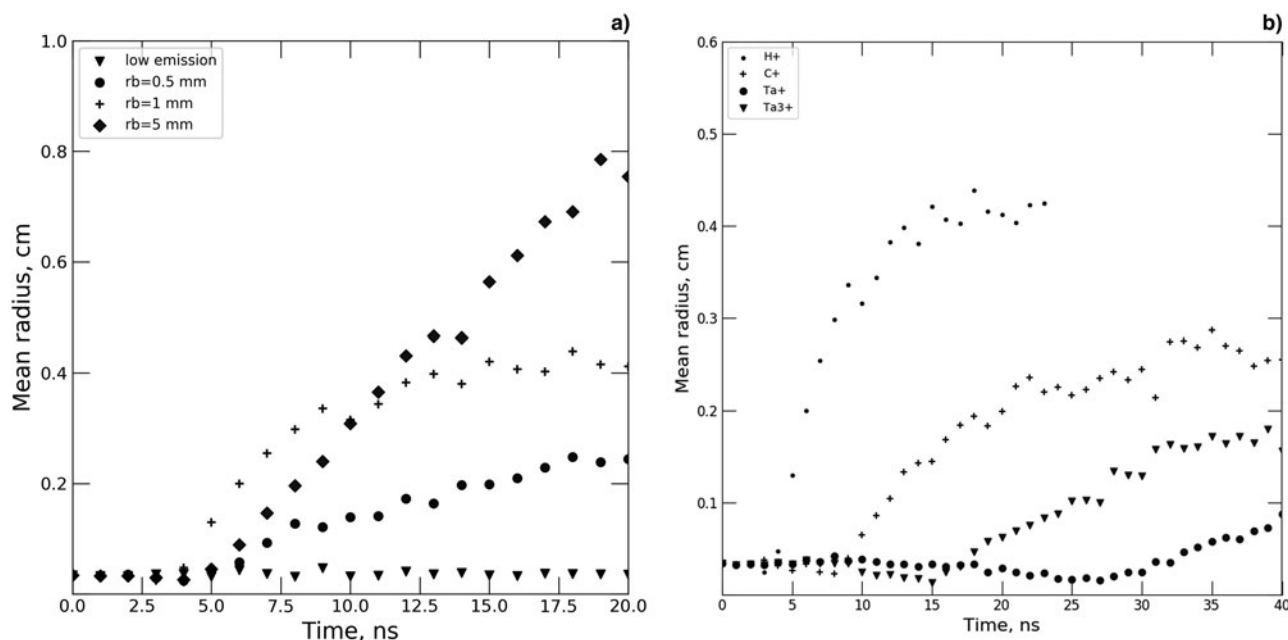 a)
low emission
rb=0.5 mm
rb=1 mm
rb=5 mm
1.0
0.8
0.6
0.4
0.2
Mean radius, cm
0.0 2.5 5.0 7.5 10.0 12.5 15.0 17.5 20.0
Time, ns
b)
H+
C+
Ta+
Ta3+
0.6
0.5
0.4
0.3
0.2
0.1
Mean radius, cm
0 5 10 15 20 25 30 35 40
Time, ns